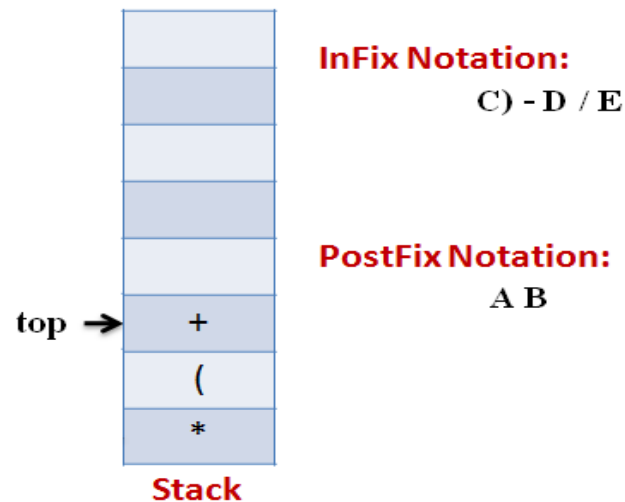 InFix Notation:
C) - D / E
PostFix Notation:
A B
top
+
(
*
Stack